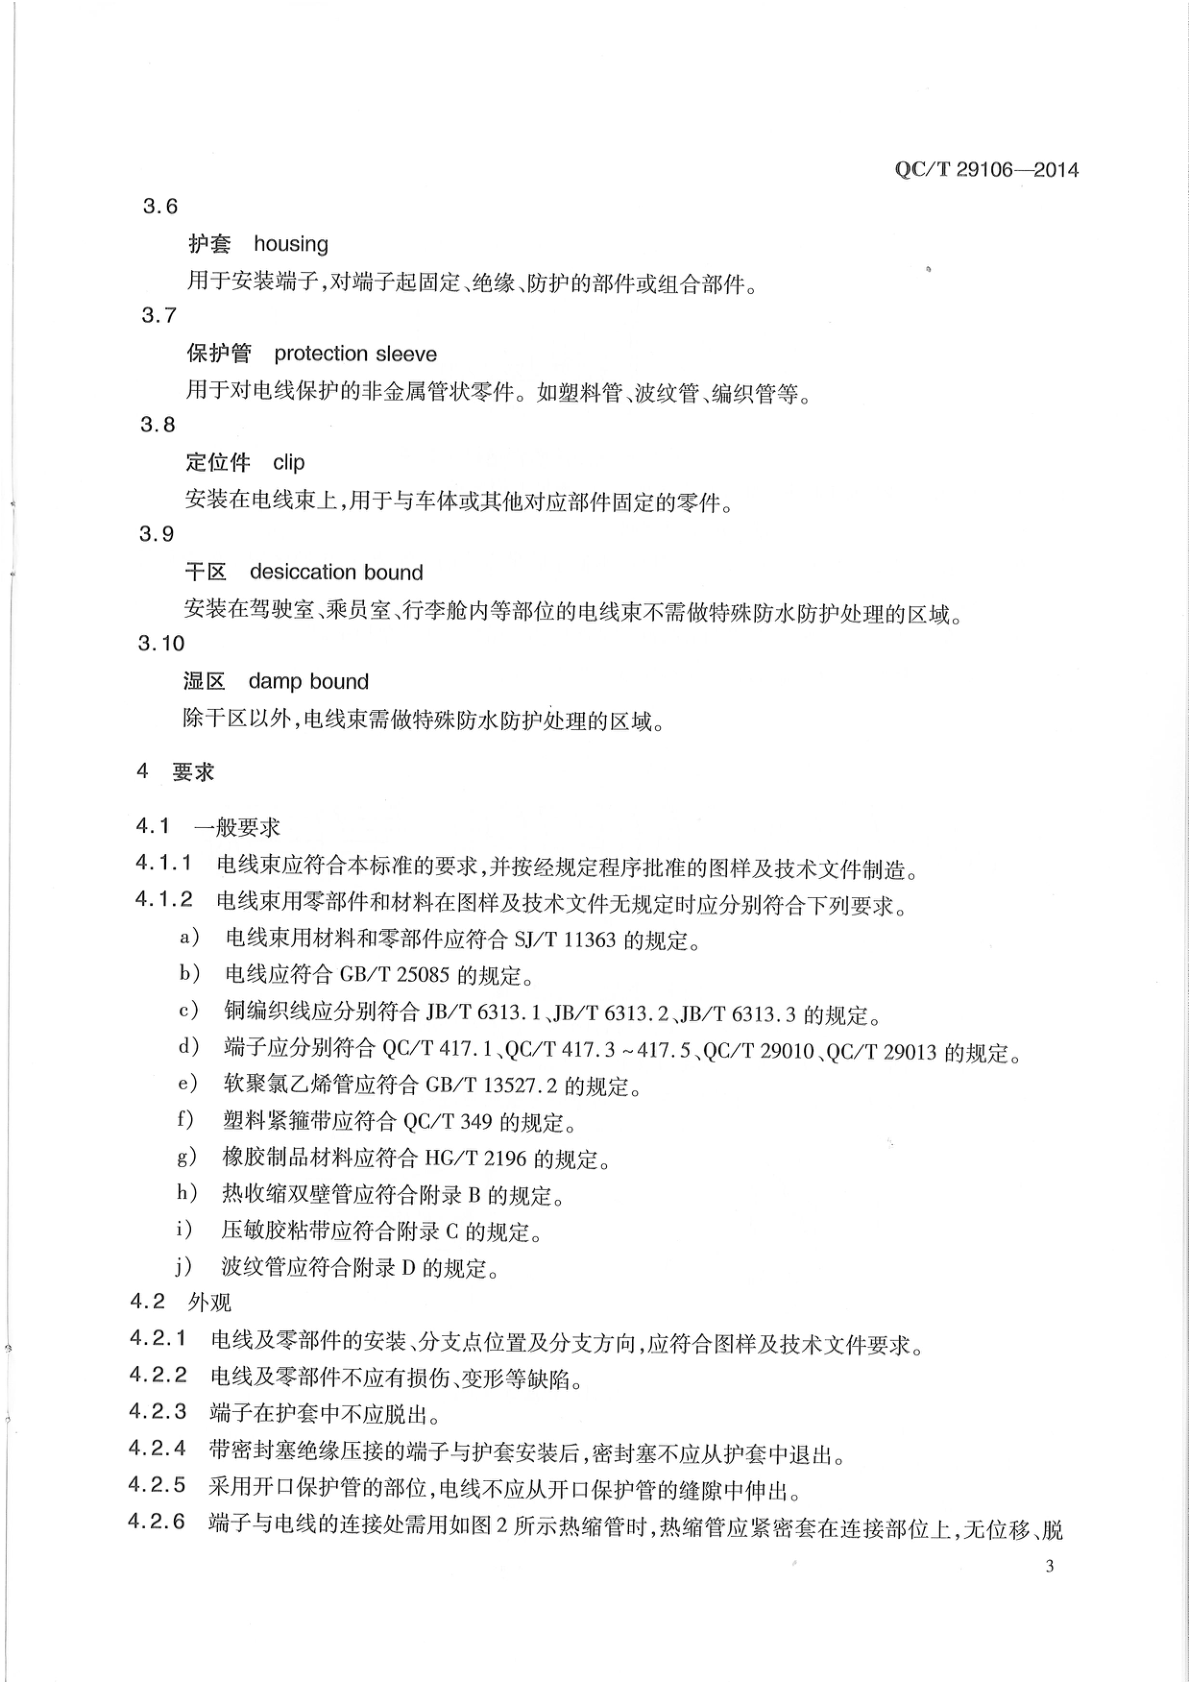 QC/T 29106—2014
3.6
护套 housing
用于安装端子,对端子起固定、绝缘、防护的部件或组合部件。
3.7
保护管 protection sleeve
用于对电线保护的非金属管状零件。如塑料管、波纹管、编织管等。
3.8
定位件 clip
安装在电线束上,用于与车体或其他对应部件固定的零件。
3.9
干区 desiccation bound
安装在驾驶室、乘员室、行李舱内等部位的电线束不需做特殊防水防护处理的区域。
3.10
湿区 damp bound
除干区以外,电线束需做特殊防水防护处理的区域。
4 要求
4.1 一般要求
4.1.1 电线束应符合本标准的要求,并按经规定程序批准的图样及技术文件制造。
4.1.2 电线束用零部件和材料在图样及技术文件无规定时应分别符合下列要求。
a) 电线束用材料和零部件应符合 SJ/T 11363 的规定。
b) 电线应符合 GB/T 25085 的规定。
c) 铜编织线应分别符合 JB/T 6313.1、JB/T 6313.2、JB/T 6313.3 的规定。
d) 端子应分别符合 QC/T 417.1、QC/T 417.3~417.5、QC/T 29010、QC/T 29013 的规定。
e) 软聚氯乙烯管应符合 GB/T 13527.2 的规定。
f) 塑料紧箍带应符合 QC/T 349 的规定。
g) 橡胶制品材料应符合 HG/T 2196 的规定。
h) 热收缩双壁管应符合附录 B 的规定。
i) 压敏胶粘带应符合附录 C 的规定。
j) 波纹管应符合附录 D 的规定。
4.2 外观
4.2.1 电线及零部件的安装、分支点位置及分支方向,应符合图样及技术文件要求。
4.2.2 电线及零部件不应有损伤、变形等缺陷。
4.2.3 端子在护套中不应脱出。
4.2.4 带密封塞绝缘压接的端子与护套安装后,密封塞不应从护套中退出。
4.2.5 采用开口保护管的部位,电线不应从开口保护管的缝隙中伸出。
4.2.6 端子与电线的连接处需用如图 2 所示热缩管时,热缩管应紧密套在连接部位上,无位移、脱
3